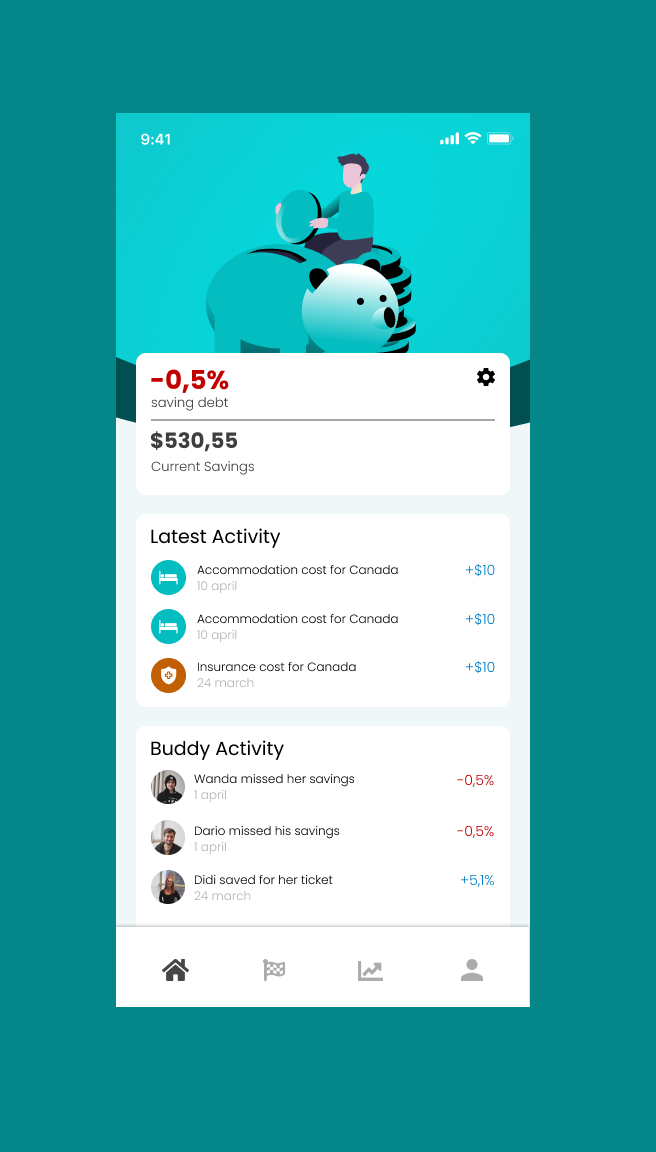 9:41
-0,5%
saving debt
$530,55
Current Savings
Latest Activity
Accommodation cost for Canada +$10
10 april
Accommodation cost for Canada +$10
10 april
Insurance cost for Canada +$10
24 march
Buddy Activity
Wanda missed her savings -0,5%
1 april
Dario missed his savings -0,5%
1 april
Didi saved for her ticket +5,1%
24 march